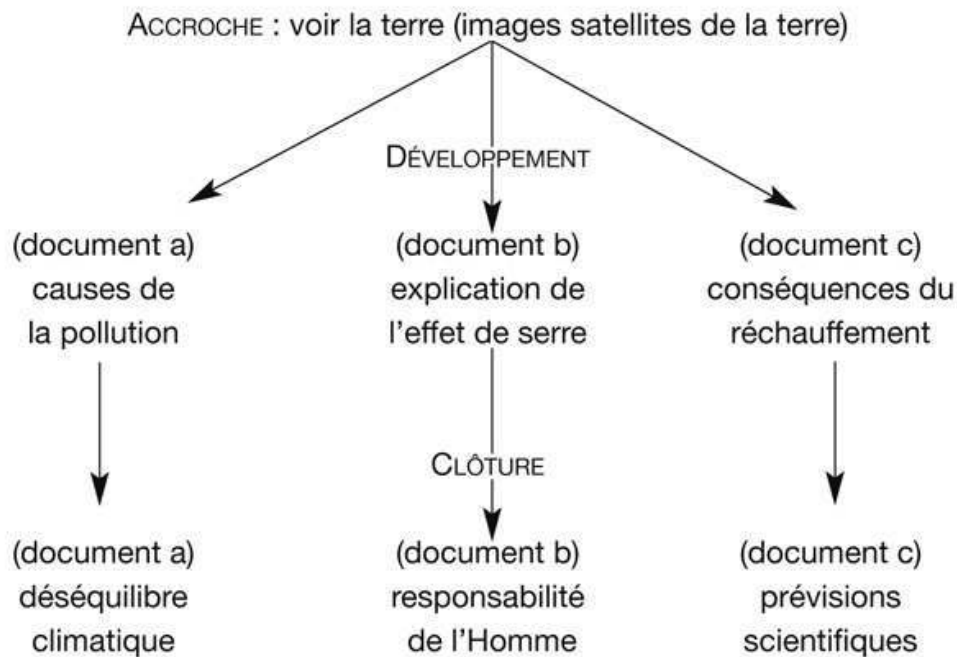 ACCROCHE : voir la terre (images satellites de la terre)
DÉVELOPPEMENT
(document a)
causes de
la pollution
(document b)
explication de
l'effet de serre
(document c)
conséquences du
réchauffement
CLÔTURE
(document a)
déséquilibre
climatique
(document b)
responsabilité
de l'Homme
(document c)
prévisions
scientifiques